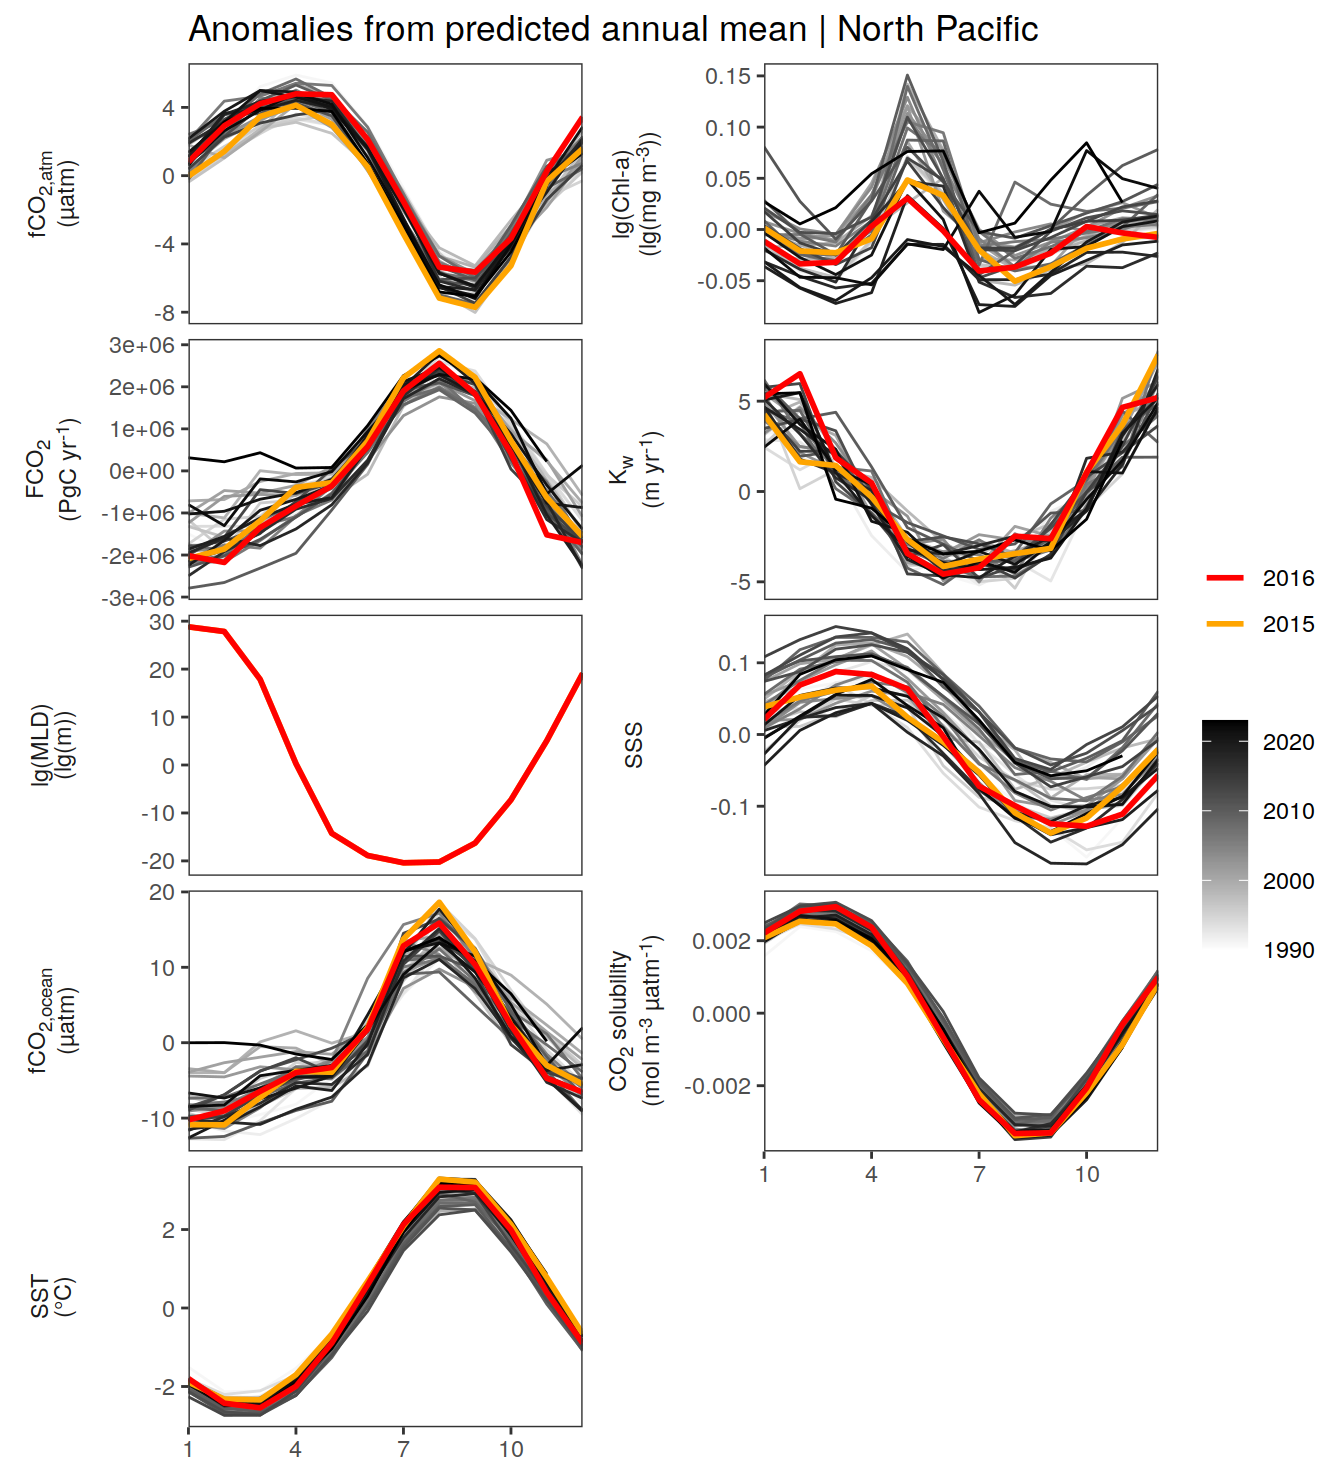 Anomalies from predicted annual mean | North Pacific
fCO2,atm
(µatm)
4
0
-4
-8
lg(Chl-a)
(lg(mg m-3))
0.15
0.10
0.05
0.00
-0.05
FCO2
(PgC yr-1)
3e+06
2e+06
1e+06
0e+00
-1e+06
-2e+06
-3e+06
Kw
(m yr-1)
5
0
-5
lg(MLD)
(lg(m))
30
20
10
0
-10
-20
SSS
0.1
0.0
-0.1
fCO2,ocean
(µatm)
20
10
0
-10
CO2 solubility
(mol m-3 µatm-1)
0.002
0.000
-0.002
1 4 7 10
SST
(°C)
2
0
-2
1 4 7 10
2016
2015
2020
2010
2000
1990